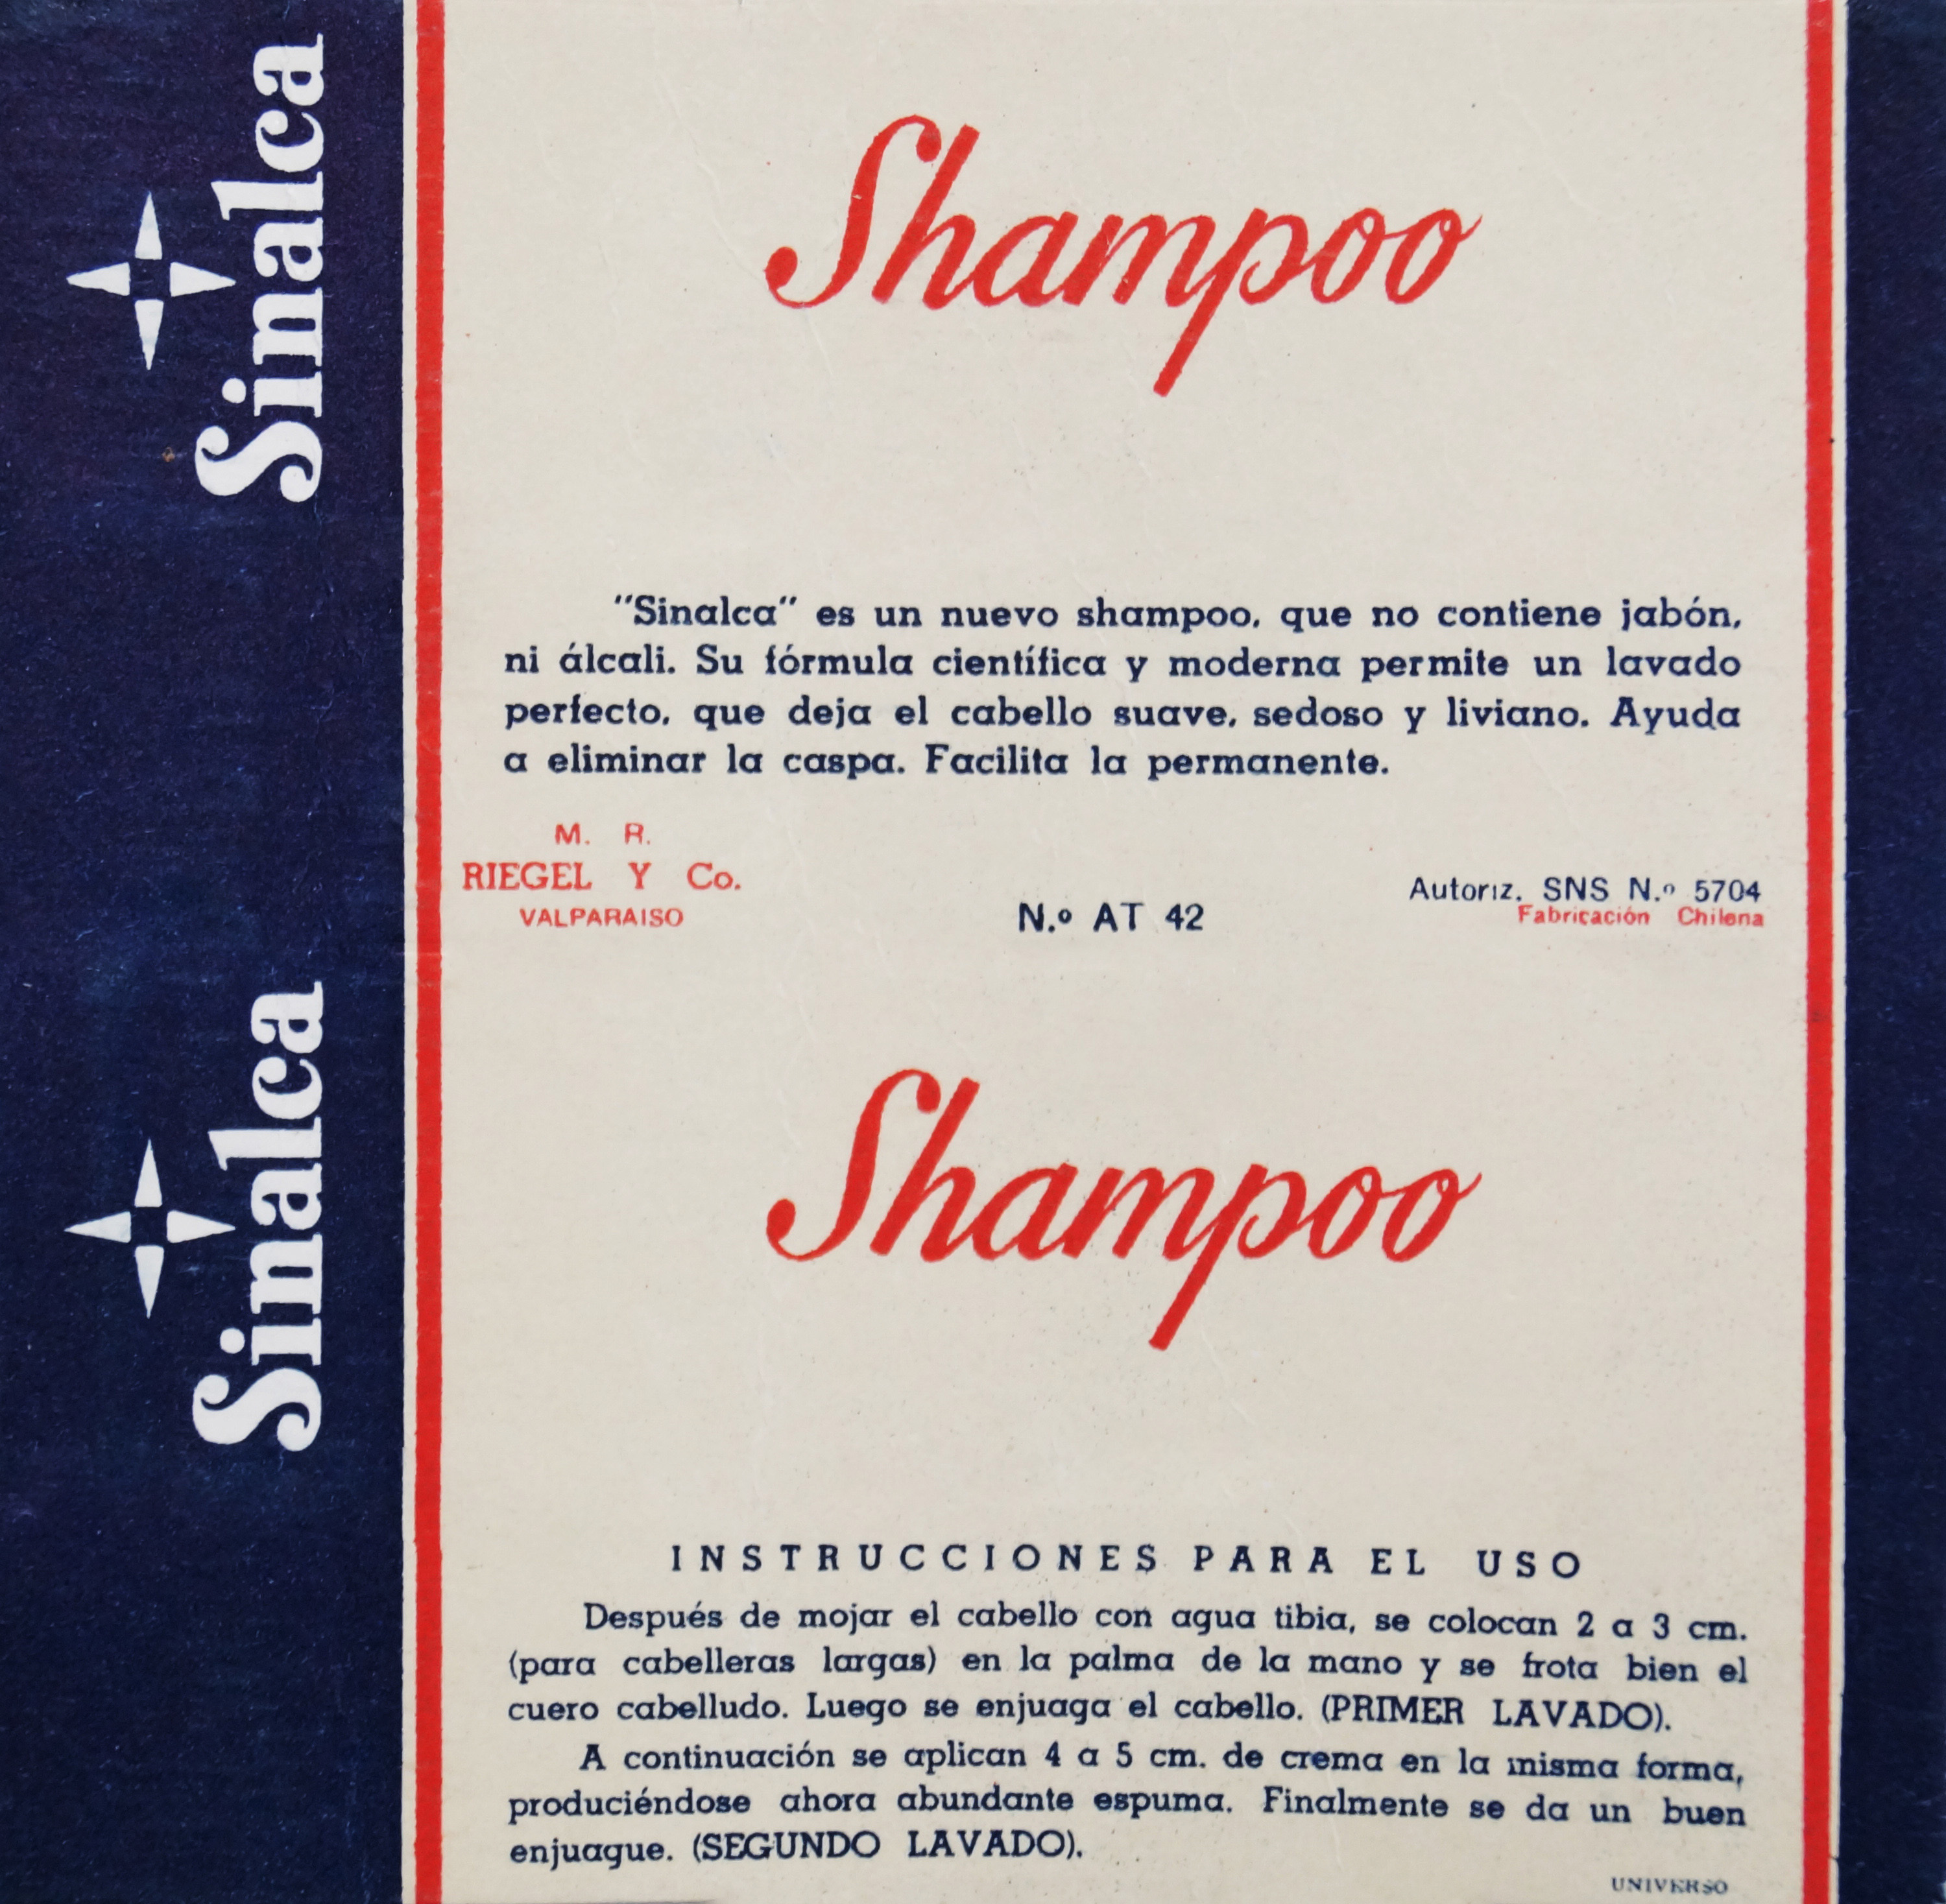 Sinalca
Shampoo
"Sinalca" es un nuevo shampoo, que no contiene jabón,
ni álcali. Su fórmula científica y moderna permite un lavado
perfecto, que deja el cabello suave, sedoso y liviano. Ayuda
a eliminar la caspa. Facilita la permanente.
M. R.
RIEGEL Y Co.
VALPARAISO
N.º AT 42
Autoriz. SNS N.º 5704
Fabricación Chilena
Sinalca
Shampoo
INSTRUCCIONES PARA EL USO
Después de mojar el cabello con agua tibia, se colocan 2 a 3 cm.
(para cabelleras largas) en la palma de la mano y se frota bien el
cuero cabelludo. Luego se enjuaga el cabello. (PRIMER LAVADO).
A continuación se aplican 4 a 5 cm. de crema en la misma forma,
produciéndose ahora abundante espuma. Finalmente se da un buen
enjuague. (SEGUNDO LAVADO).
UNIVERSO